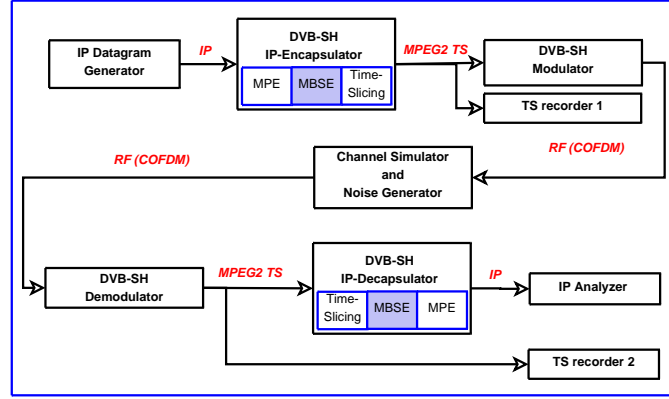 IP Datagram
Generator
IP
DVB-SH
IP-Encapsulator
MPE
MBSE
Time-
Slicing
MPEG2 TS
DVB-SH
Modulator
TS recorder 1
RF (COFDM)
Channel Simulator
and
Noise Generator
RF (COFDM)
DVB-SH
Demodulator
MPEG2 TS
DVB-SH
IP-Decapsulator
Time-
Slicing
MBSE
MPE
IP
IP Analyzer
TS recorder 2